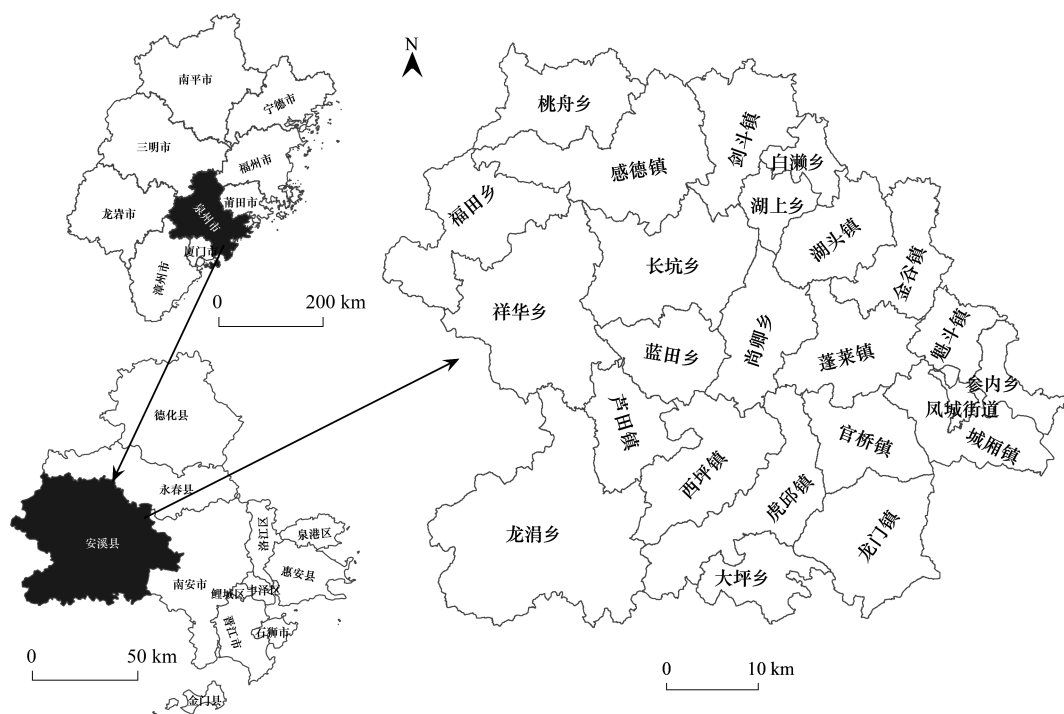 南平市
宁德市
三明市
福州市
龙岩市
泉州市
莆田市
厦门市
漳州市
0 200 km
德化县
永春县
安溪县
洛江区
泉港区
惠安县
南安市
鲤城区
丰泽区
晋江市
石狮市
金门县
0 50 km
N
桃舟乡
感德镇
剑斗镇
白濑乡
福田乡
湖上乡
湖头镇
金谷镇
长坑乡
祥华乡
蓝田乡
尚卿乡
蓬莱镇
魁斗镇
参内乡
凤城街道
城厢镇
芦田镇
官桥镇
西坪镇
虎邱镇
龙涓乡
龙门镇
大坪乡
0 10 km